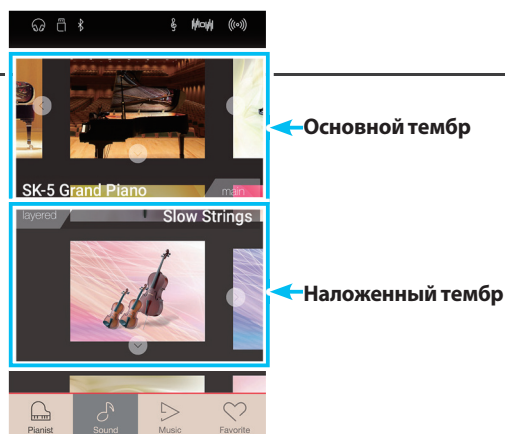 Основной тембр
SK-5 Grand Piano
main
layered
Slow Strings
Наложенный тембр
Pianist
Sound
Music
Favorite